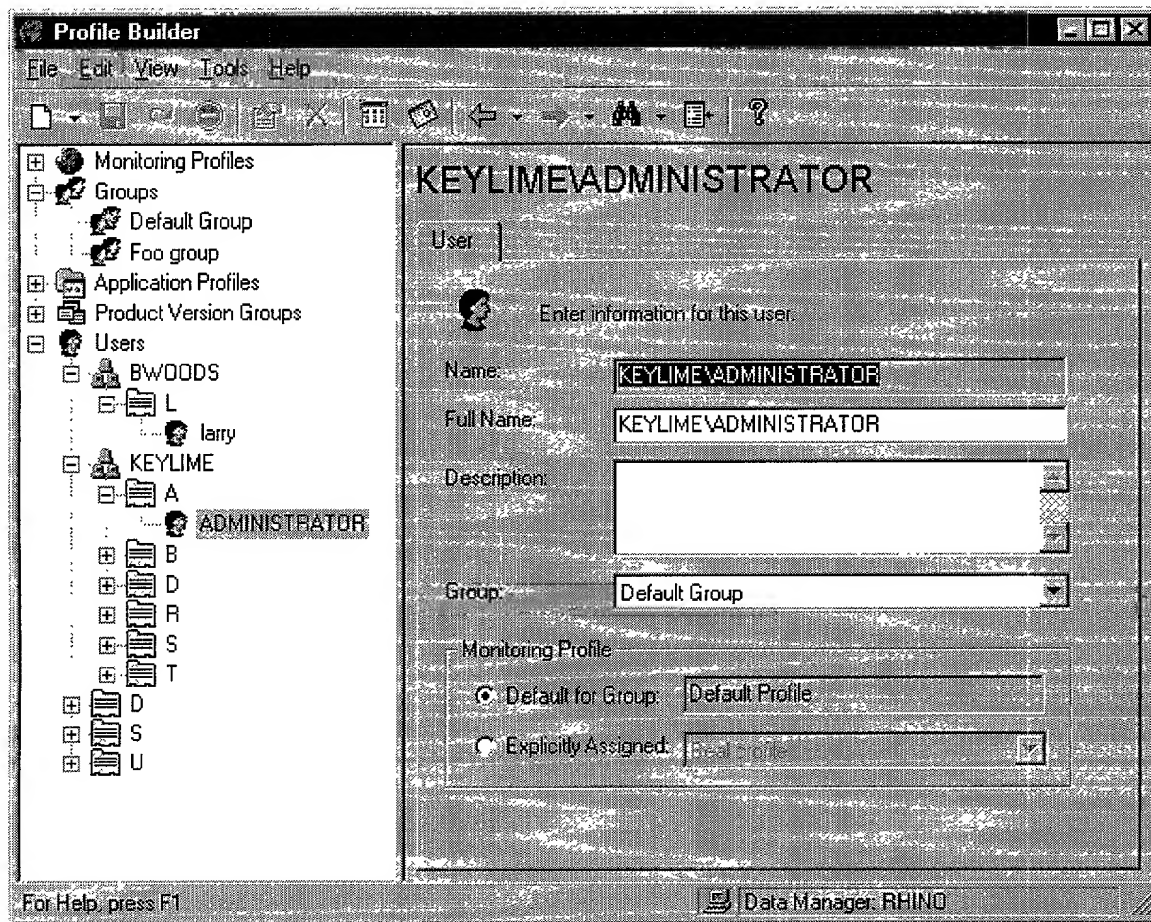 Profile Builder
File Edit View Tools Help
Monitoring Profiles
Groups
Default Group
Foo group
Application Profiles
Product Version Groups
Users
BWOODS
L
larry
KEYLIME
A
ADMINISTRATOR
B
D
R
S
T
D
S
U
KEYLIME\ADMINISTRATOR
User
Enter information for this user.
Name: KEYLIME\ADMINISTRATOR
Full Name: KEYLIME\ADMINISTRATOR
Description:
Group: Default Group
Monitoring Profile
Default for Group: Default Profile
Explicitly Assigned: Real profile
For Help, press F1
Data Manager: RHINO